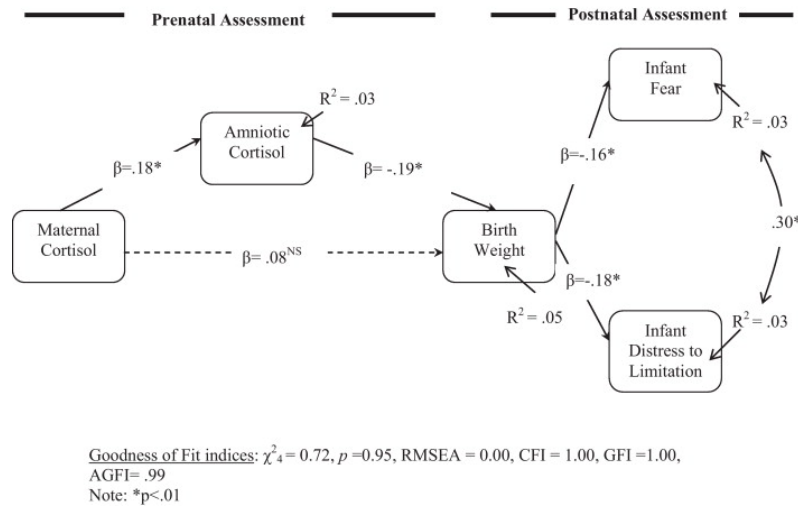 Prenatal Assessment
Postnatal Assessment
Infant
Fear
R² = .03
R² = .03
Amniotic
Cortisol
β=.18*
β= -.19*
β=-.16*
Maternal
Cortisol
Birth
Weight
.30*
β= .08ᴺˢ
β=-.18*
R² = .05
R² = .03
Infant
Distress to
Limitation
Goodness of Fit indices: χ²₄ = 0.72, p =0.95, RMSEA = 0.00, CFI = 1.00, GFI =1.00,
AGFI= .99
Note: *p<.01